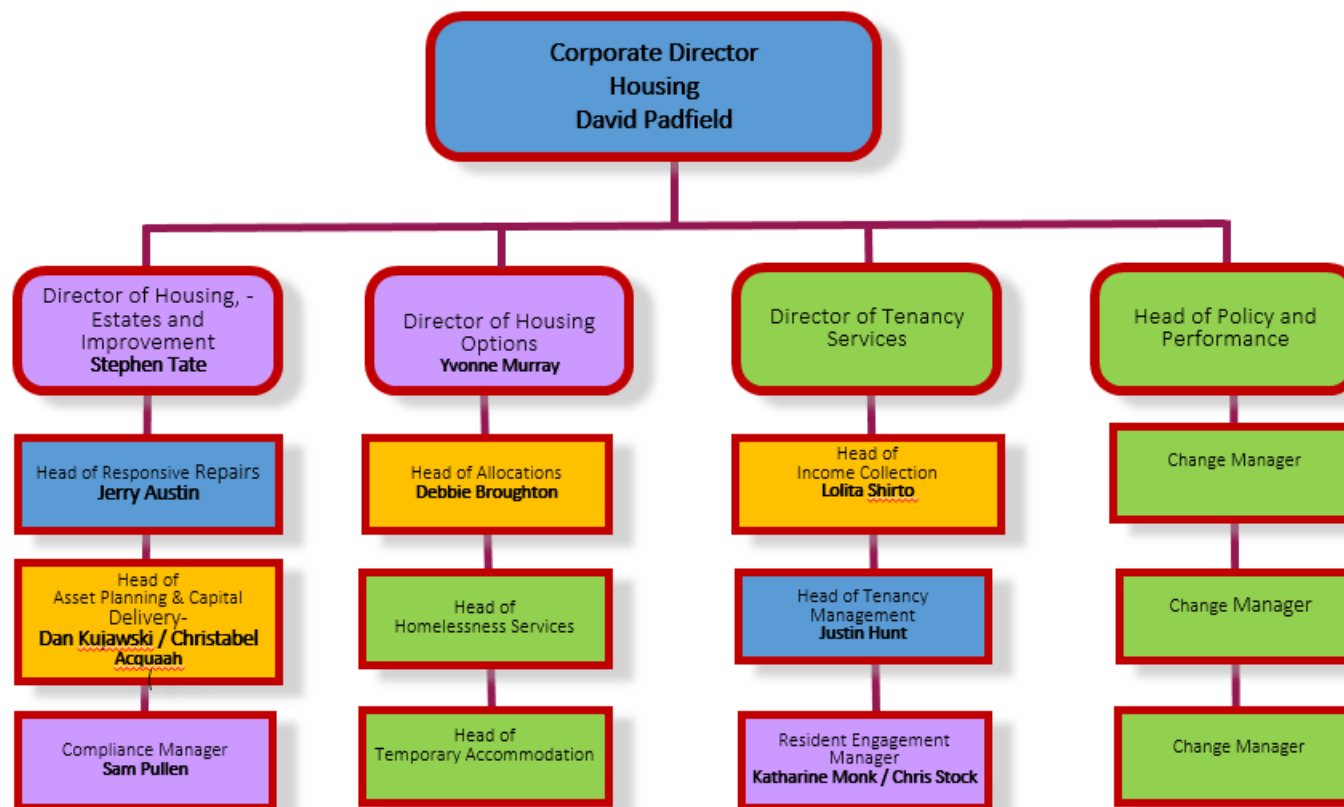 Corporate Director
Housing
David Padfield
Director of Housing, -
Estates and
Improvement
Stephen Tate
Director of Housing
Options
Yvonne Murray
Director of Tenancy
Services
Head of Policy and
Performance
Head of Responsive Repairs
Jerry Austin
Head of Allocations
Debbie Broughton
Head of
Income Collection
Lolita Shirto
Change Manager
Head of
Asset Planning & Capital
Delivery-
Dan Kujawski / Christabel
Acquaah
Head of
Homelessness Services
Head of Tenancy
Management
Justin Hunt
Change Manager
Compliance Manager
Sam Pullen
Head of
Temporary Accommodation
Resident Engagement
Manager
Katharine Monk / Chris Stock
Change Manager